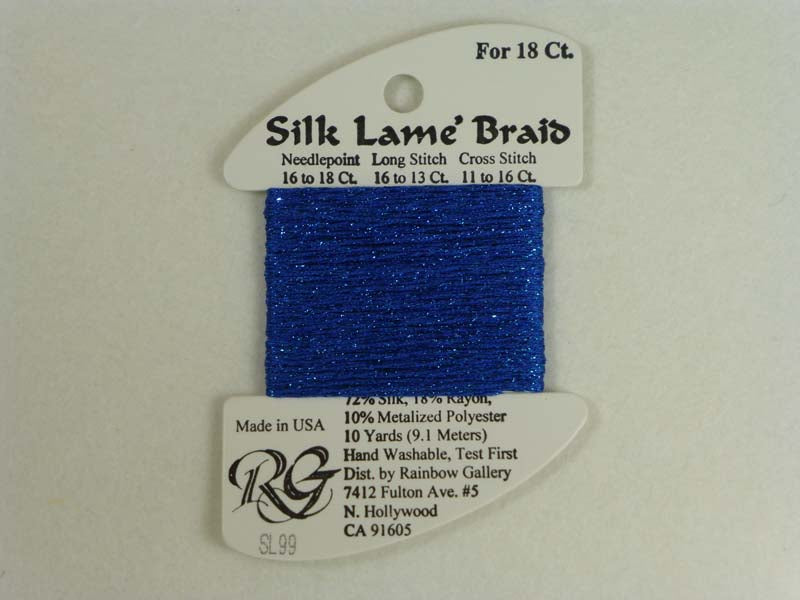 For 18 Ct.
Silk Lame' Braid
Needlepoint Long Stitch Cross Stitch
16 to 18 Ct. 16 to 13 Ct. 11 to 16 Ct.
72% Silk, 18% Rayon,
10% Metalized Polyester
10 Yards (9.1 Meters)
Hand Washable, Test First
Dist. by Rainbow Gallery
7412 Fulton Ave. #5
N. Hollywood
CA 91605
Made in USA
RG
SL99